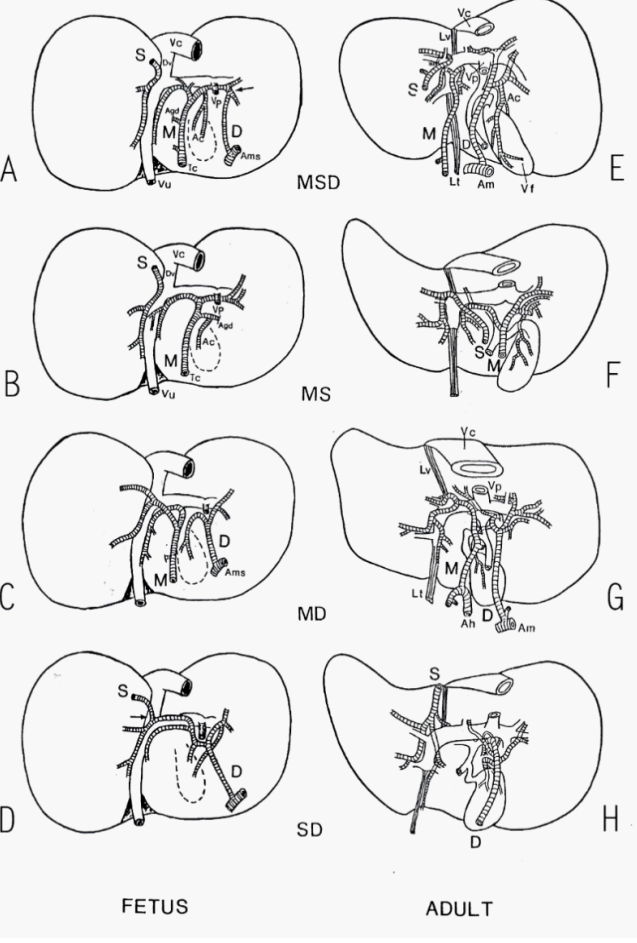 Vc
S
Dv
Vp
Agd
M
Ac
D
Ams
Tc
Vu
A
MSD
Vc
Lv
Vp
S
Ac
M
D
Lt
Am
Vf
E
Vc
S
Dv
Vp
Agd
Ac
M
Tc
Vu
B
MS
S
M
F
D
Ams
M
C
MD
Vc
Lv
Vp
M
Lt
D
Ah
Am
G
S
D
D
SD
S
D
H
FETUS
ADULT